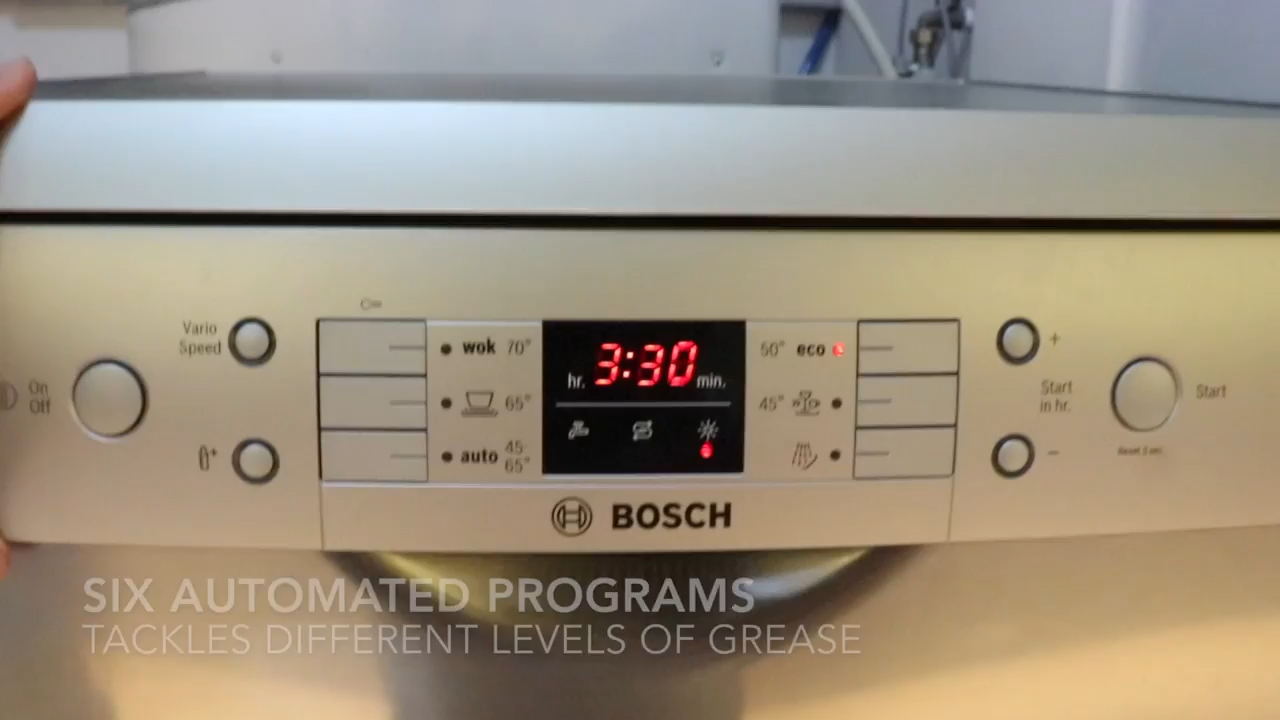 Vario
Speed
On
Off
wok 70°
65°
auto 45-
65°
3:30
hr.
min.
50° eco
45°
+
Start
in hr.
-
Start
Reset 3 sec.
BOSCH
SIX AUTOMATED PROGRAMS
TACKLES DIFFERENT LEVELS OF GREASE